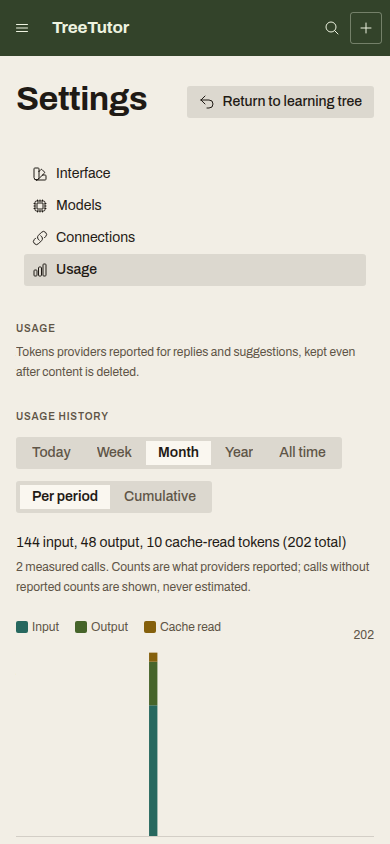 TreeTutor
Settings
Return to learning tree
Interface
Models
Connections
Usage
USAGE
Tokens providers reported for replies and suggestions, kept even
after content is deleted.
USAGE HISTORY
Today Week Month Year All time
Per period Cumulative
144 input, 48 output, 10 cache-read tokens (202 total)
2 measured calls. Counts are what providers reported; calls without
reported counts are shown, never estimated.
Input Output Cache read
202